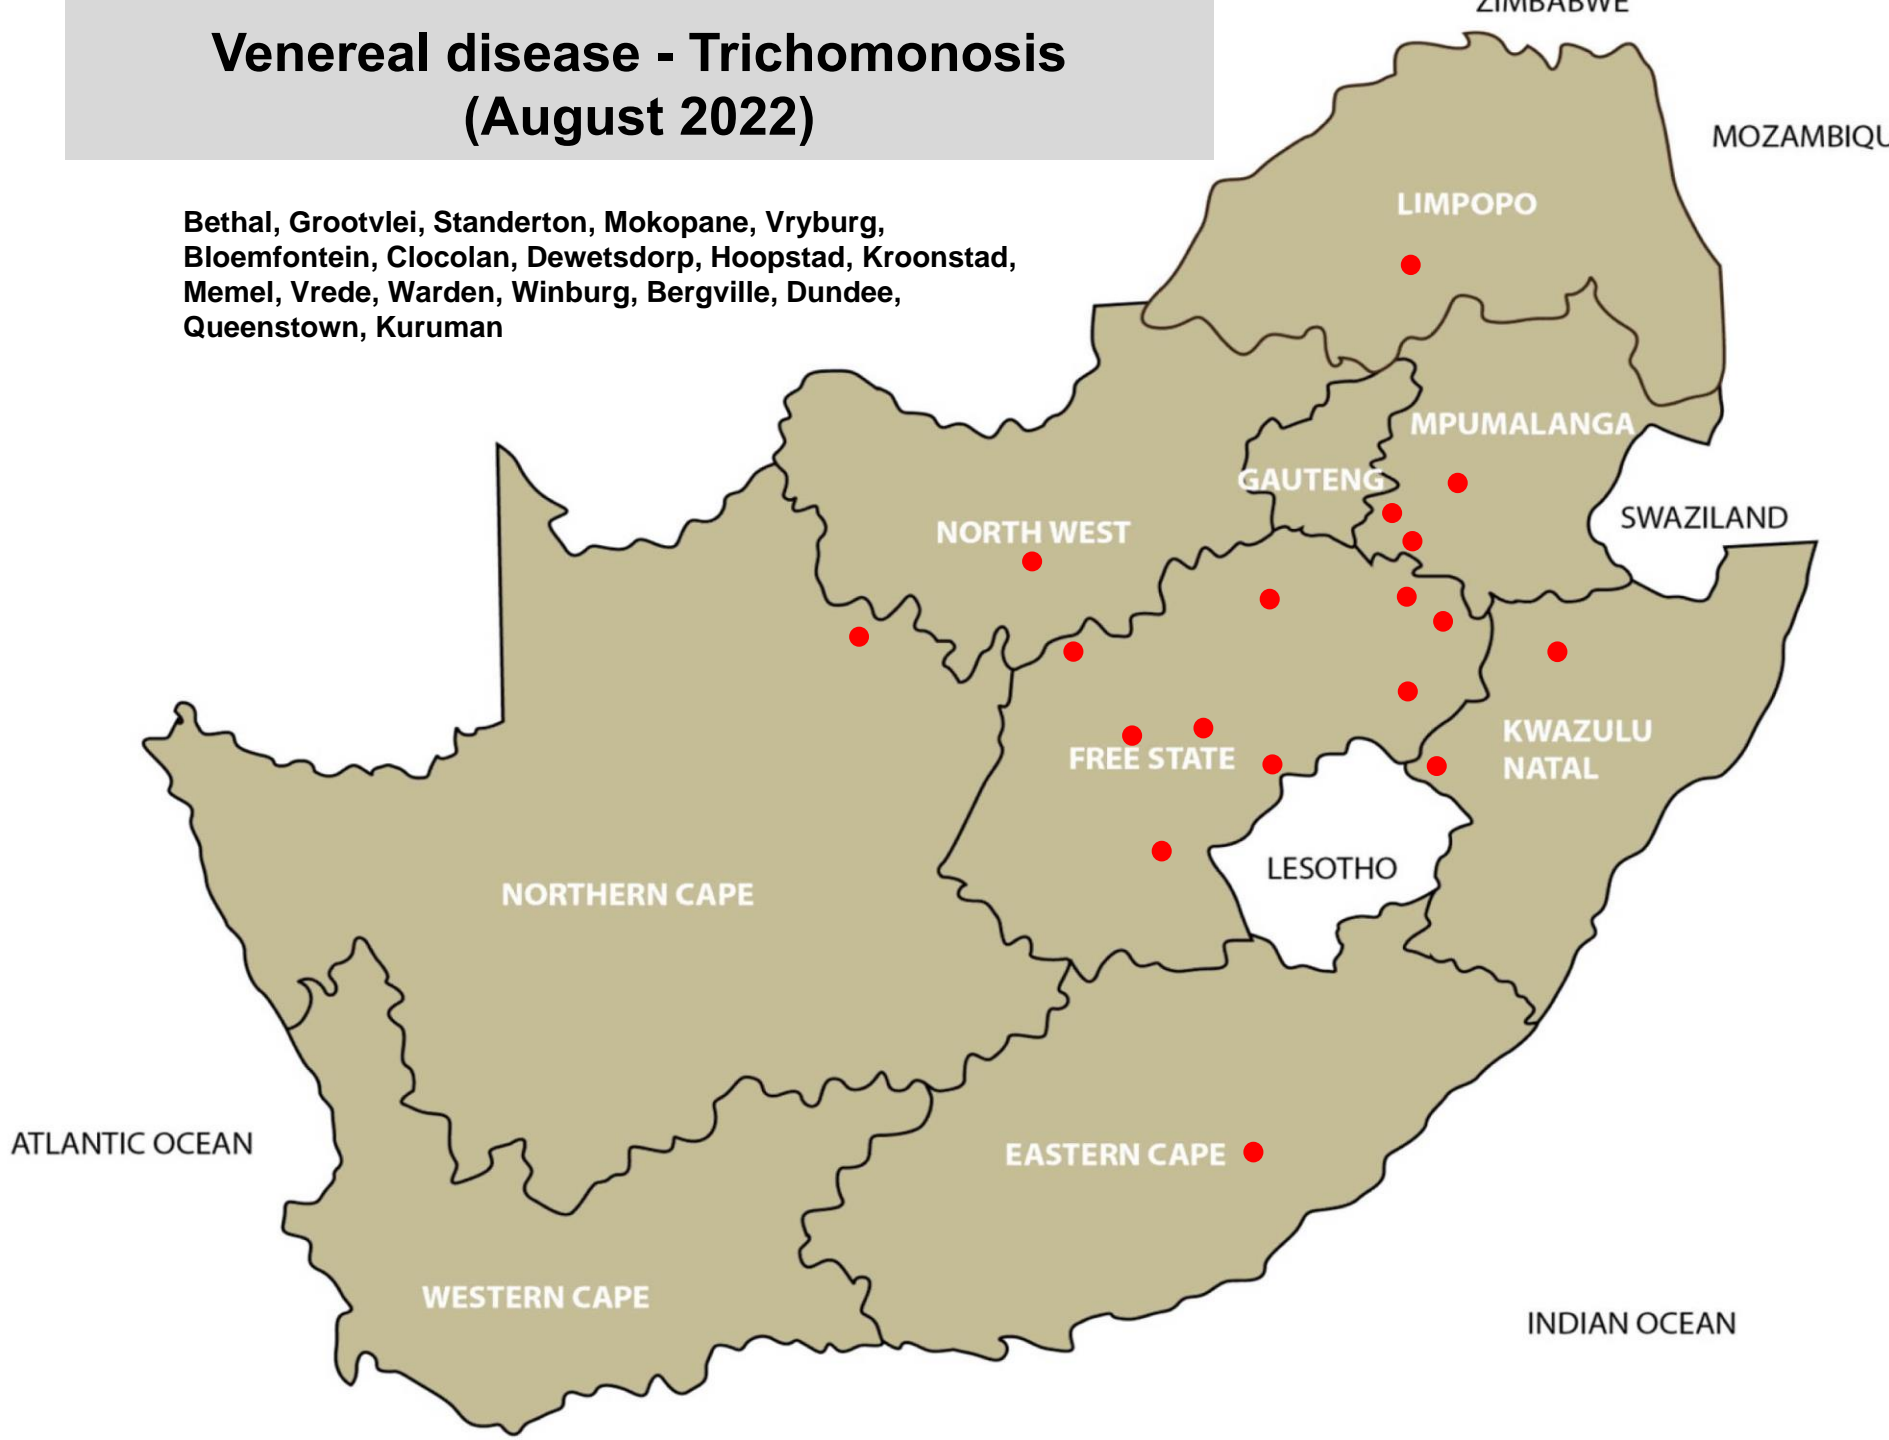 ZIMBABWE
Venereal disease - Trichomonosis
(August 2022)
MOZAMBIQU
LIMPOPO
Bethal, Grootvlei, Standerton, Mokopane, Vryburg,
Bloemfontein, Clocolan, Dewetsdorp, Hoopstad, Kroonstad,
Memel, Vrede, Warden, Winburg, Bergville, Dundee,
Queenstown, Kuruman
MPUMALANGA
GAUTENG
SWAZILAND
NORTH WEST
KWAZULU
NATAL
FREE STATE
LESOTHO
NORTHERN CAPE
ATLANTIC OCEAN
EASTERN CAPE
WESTERN CAPE
INDIAN OCEAN